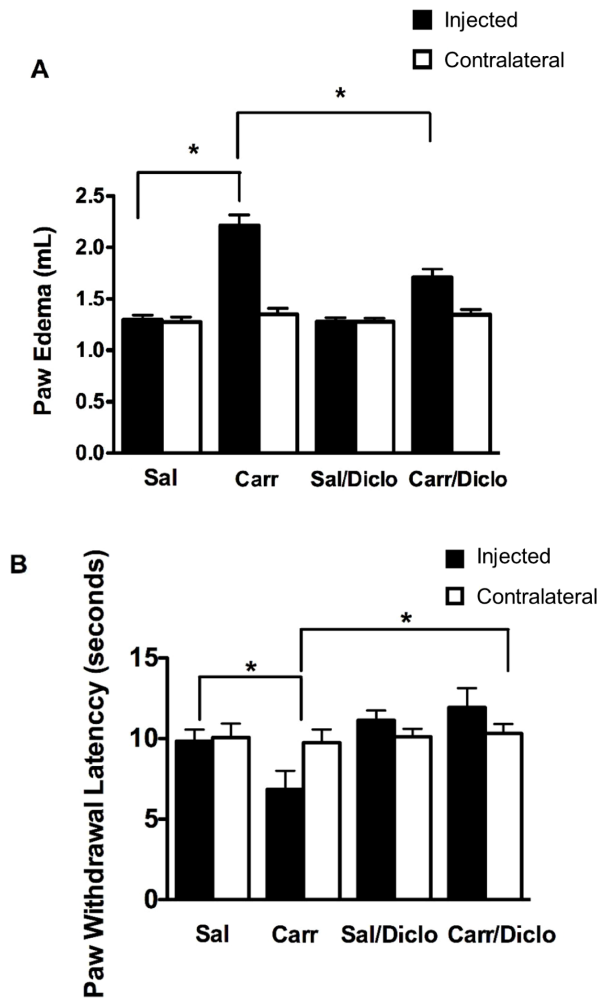 Injected
Contralateral
A
*
*
Paw Edema (mL)
2.5
2.0
1.5
1.0
0.5
0.0
Sal Carr Sal/Diclo Carr/Diclo
B
Injected
Contralateral
*
*
Paw Withdrawal Latenccy (seconds)
15
10
5
0
Sal Carr Sal/Diclo Carr/Diclo